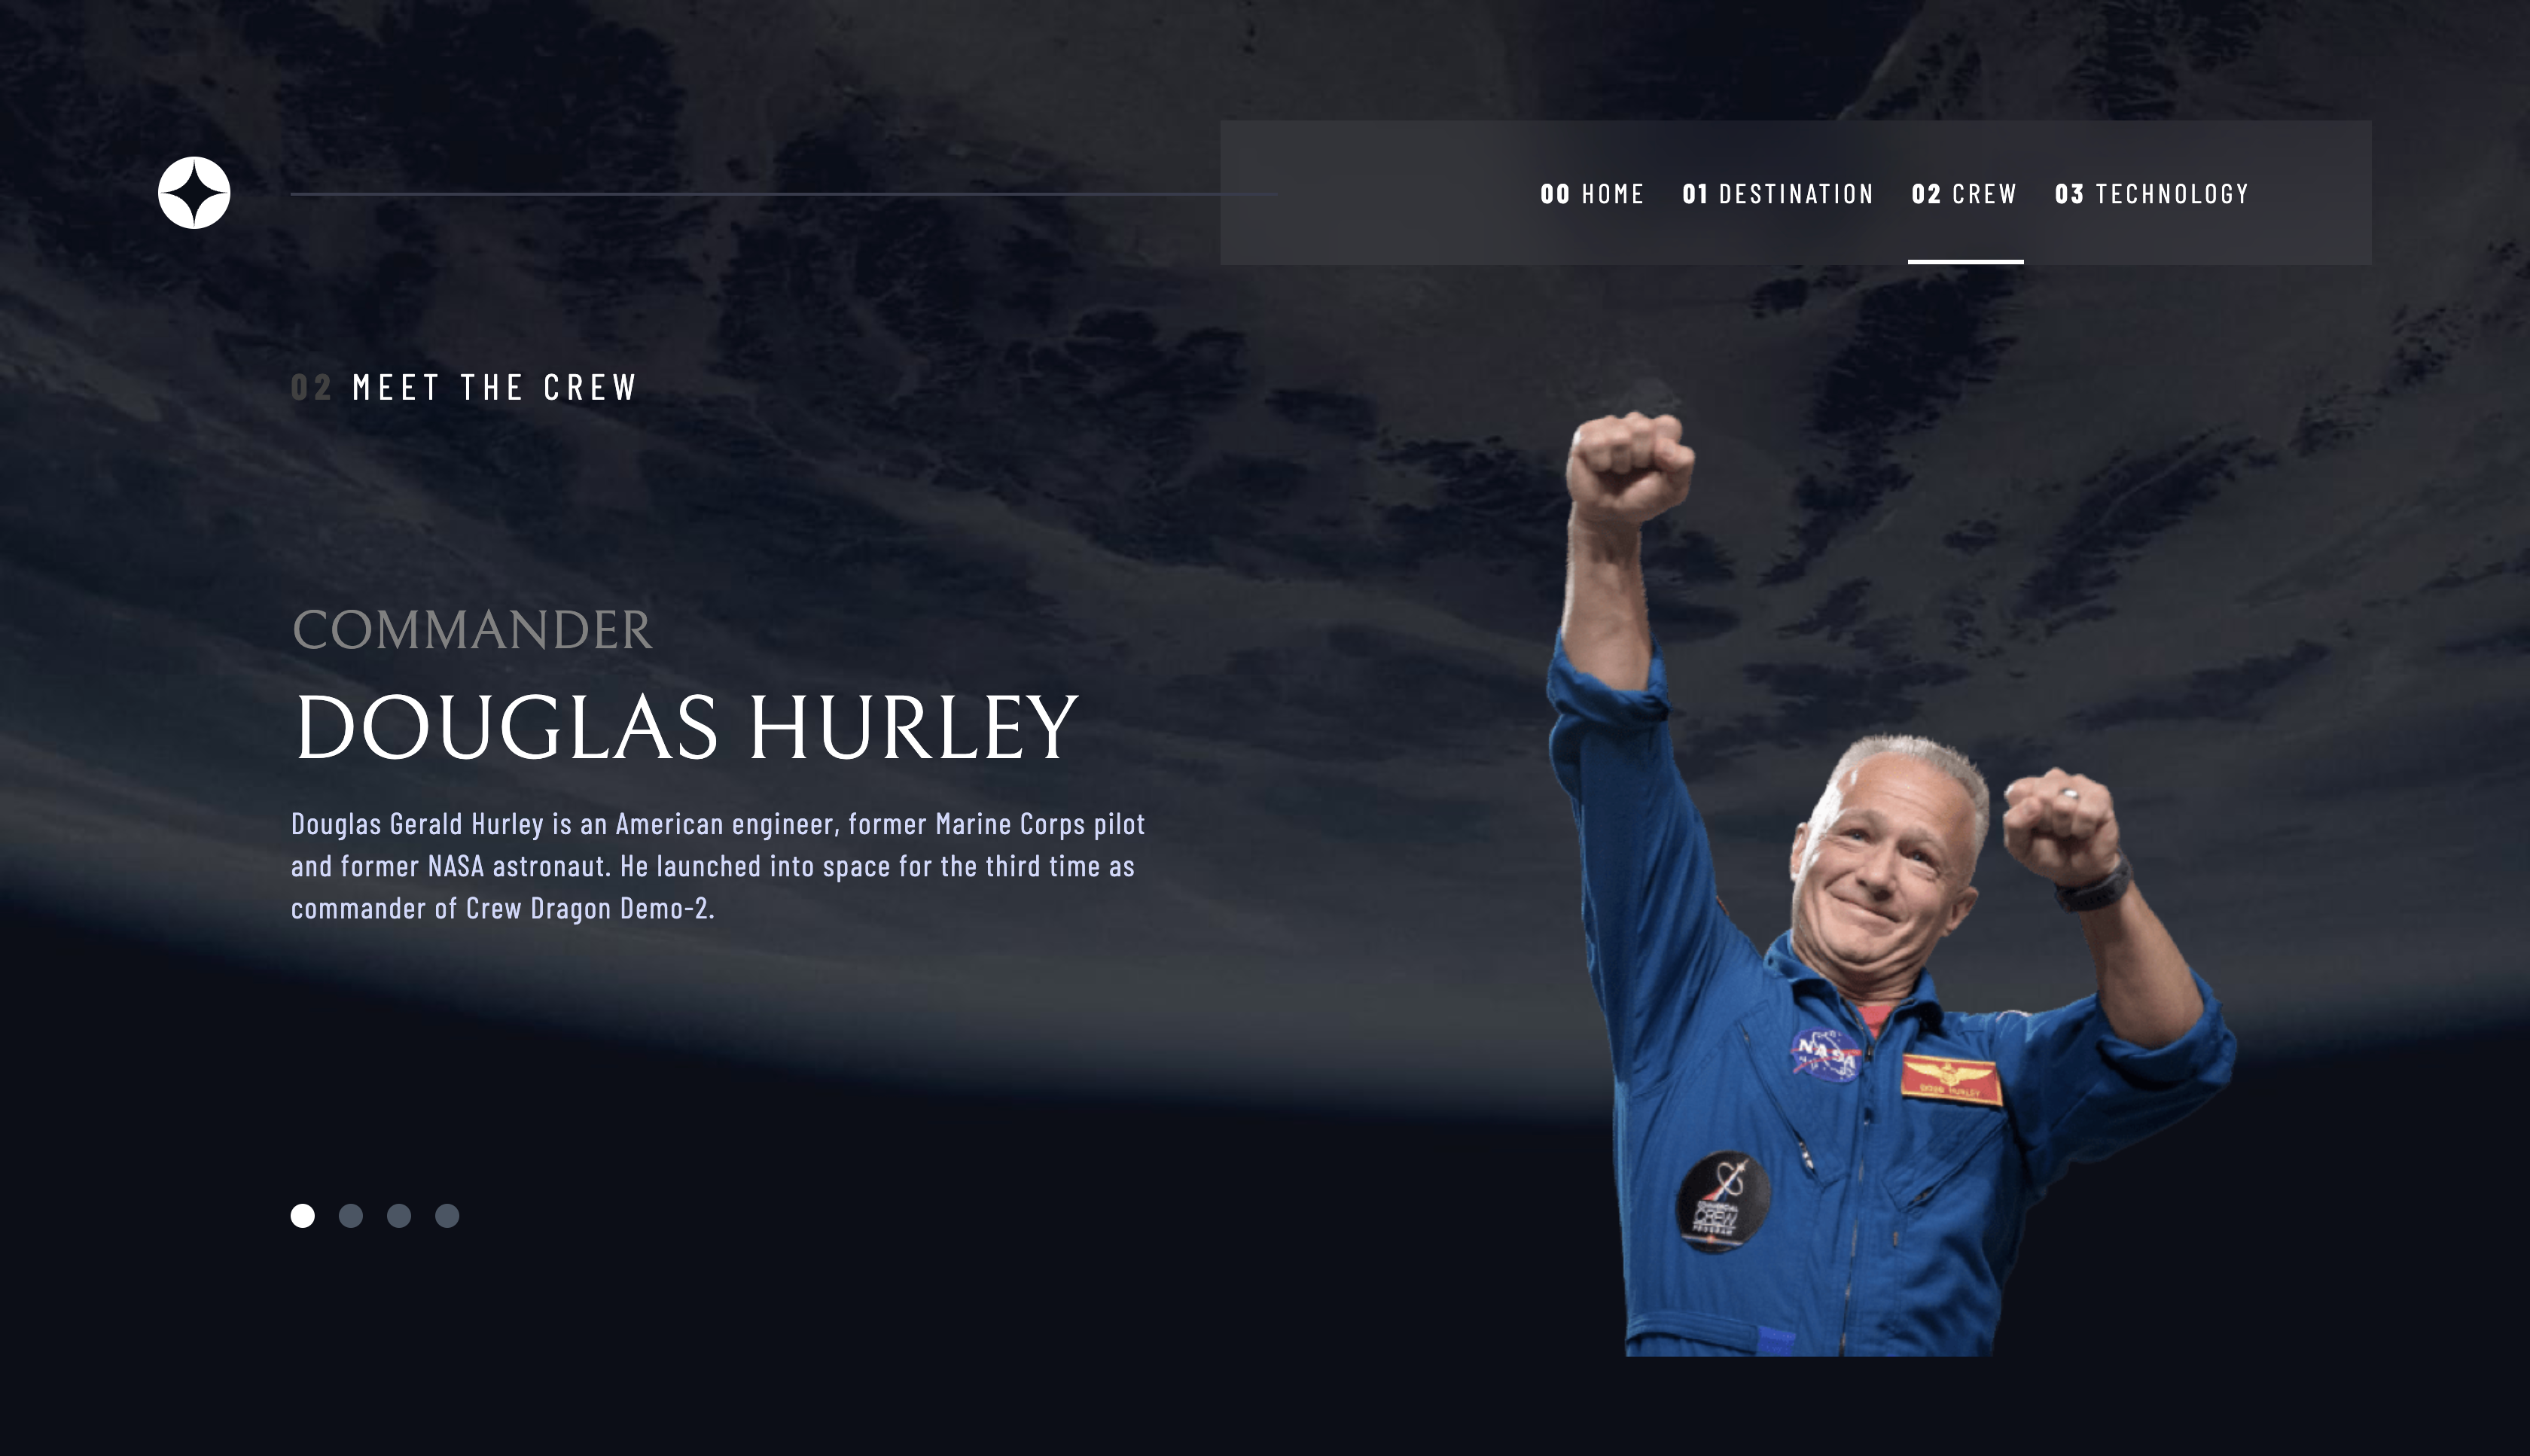 00 HOME 01 DESTINATION 02 CREW 03 TECHNOLOGY
02 MEET THE CREW
COMMANDER
DOUGLAS HURLEY
Douglas Gerald Hurley is an American engineer, former Marine Corps pilot
and former NASA astronaut. He launched into space for the third time as
commander of Crew Dragon Demo-2.
NASA
COMMERCIAL
CREW
PROGRAM